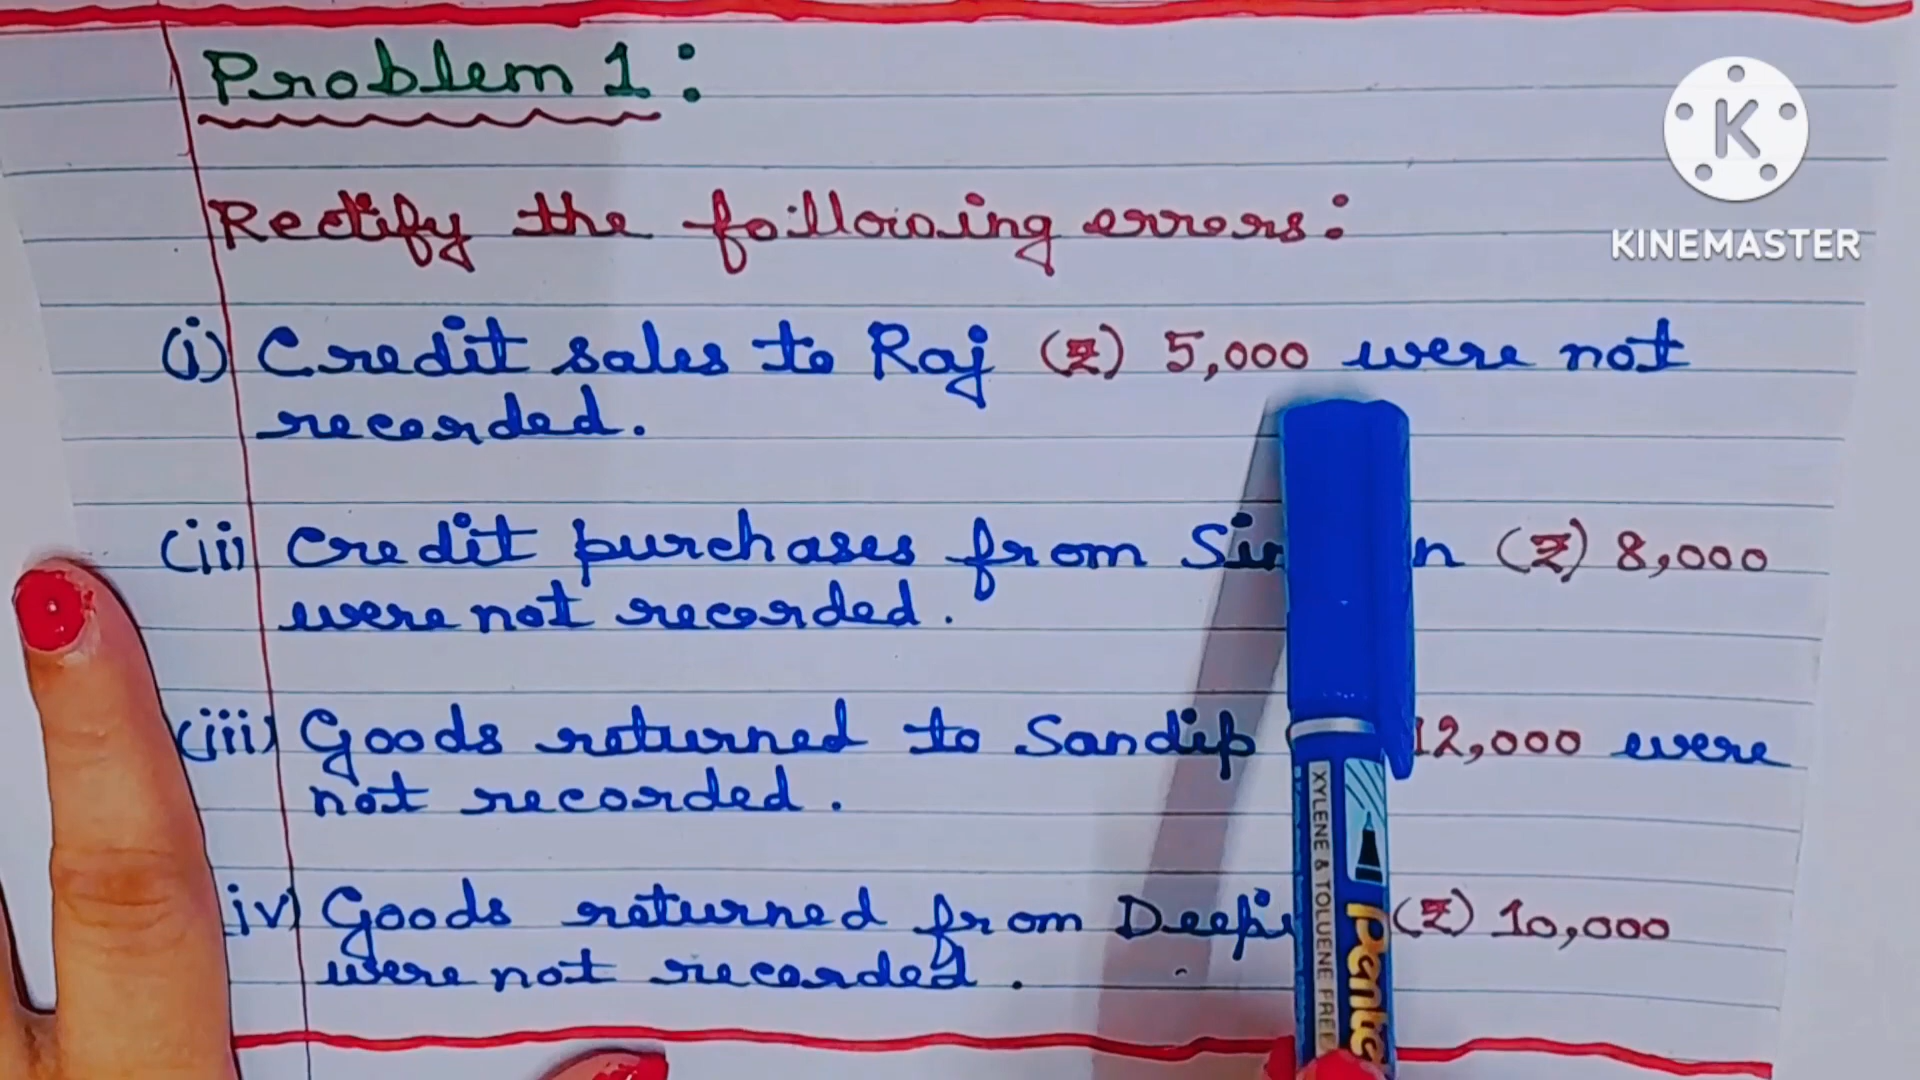 Problem 1:
K
KINEMASTER
Rectify the following errors:
(i) Credit sales to Raj (₹) 5,000 were not
recorded.
(ii) Credit purchases from (₹) 8,000
were not recorded.
(iii) Goods returned to Sandip 12,000 were
not recorded.
iv) Goods returned from (₹) 10,000
were not recorded.
XYLENE & TOLUENE FREE